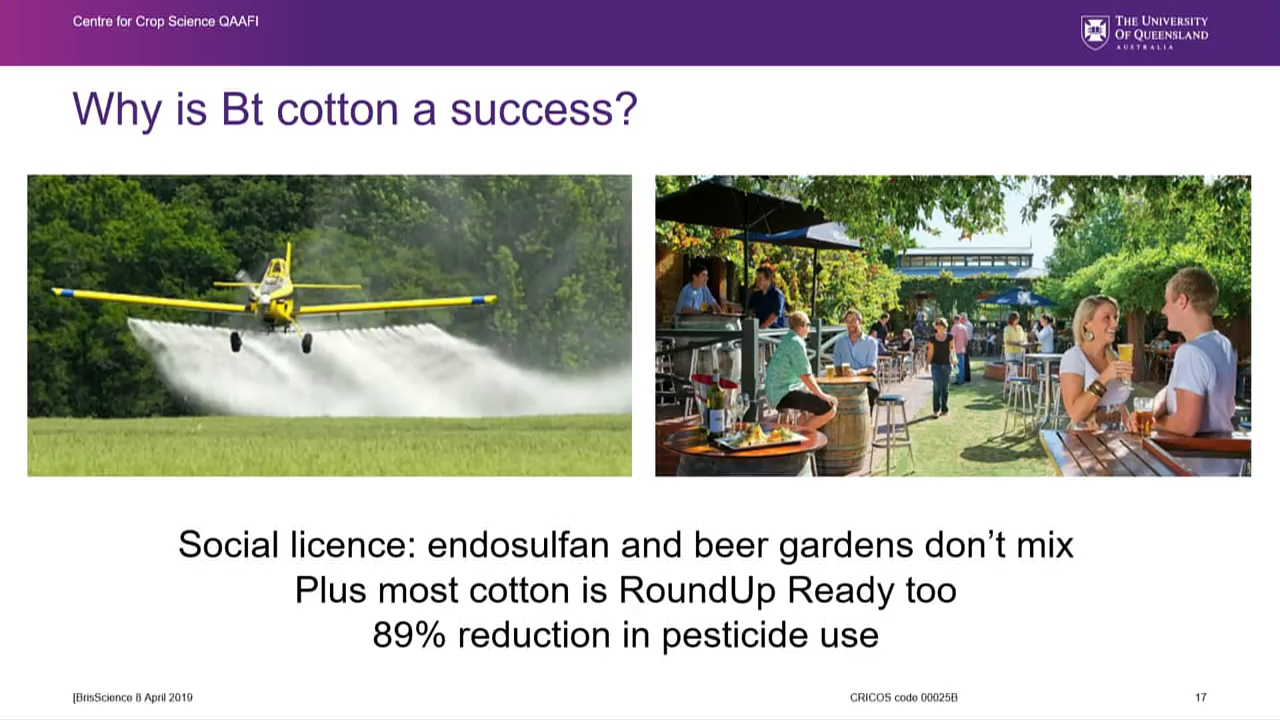 Centre for Crop Science QAAFI
THE UNIVERSITY
OF QUEENSLAND
AUSTRALIA
Why is Bt cotton a success?
Social licence: endosulfan and beer gardens don’t mix
Plus most cotton is RoundUp Ready too
89% reduction in pesticide use
[BrisScience 8 April 2019
CRICOS code 00025B
17